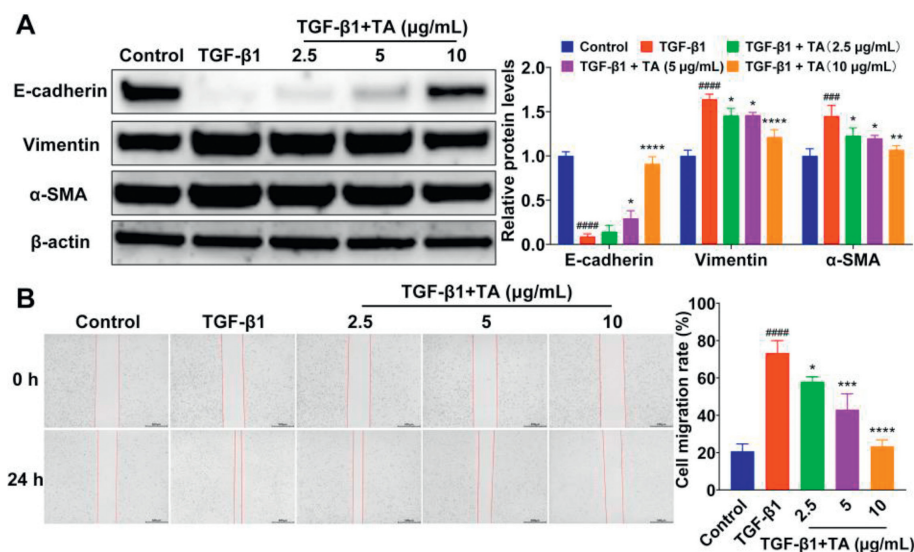 A
TGF-β1+TA (μg/mL)
Control TGF-β1 2.5 5 10
E-cadherin
Vimentin
α-SMA
β-actin
Control TGF-β1 TGF-β1 + TA（2.5 μg/mL）
TGF-β1 + TA (5 μg/mL) TGF-β1 + TA（10 μg/mL）
Relative protein levels
2.0
1.5
1.0
0.5
0.0
#### * **** #### * * **** ### * * **
E-cadherin Vimentin α-SMA
B
TGF-β1+TA (μg/mL)
Control TGF-β1 2.5 5 10
0 h
24 h
Cell migration rate (%)
100
80
60
40
20
0
#### * *** ****
Control TGF-β1 2.5 5 10
TGF-β1+TA (μg/mL)